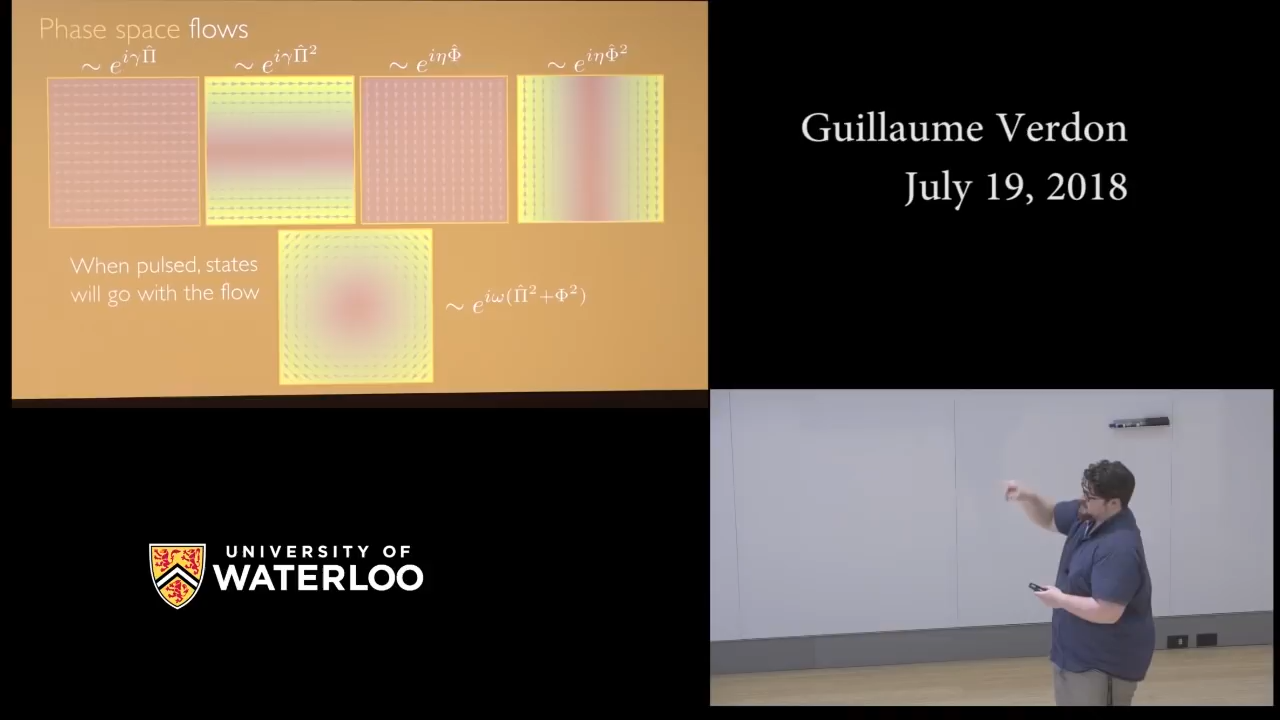 Phase space flows
∼ e^{iγΠ̂}
∼ e^{iγΠ̂²}
∼ e^{iηΦ̂}
∼ e^{iηΦ̂²}
When pulsed, states
will go with the flow
∼ e^{iω(Π̂²+Φ²)}
Guillaume Verdon
July 19, 2018
UNIVERSITY OF
WATERLOO